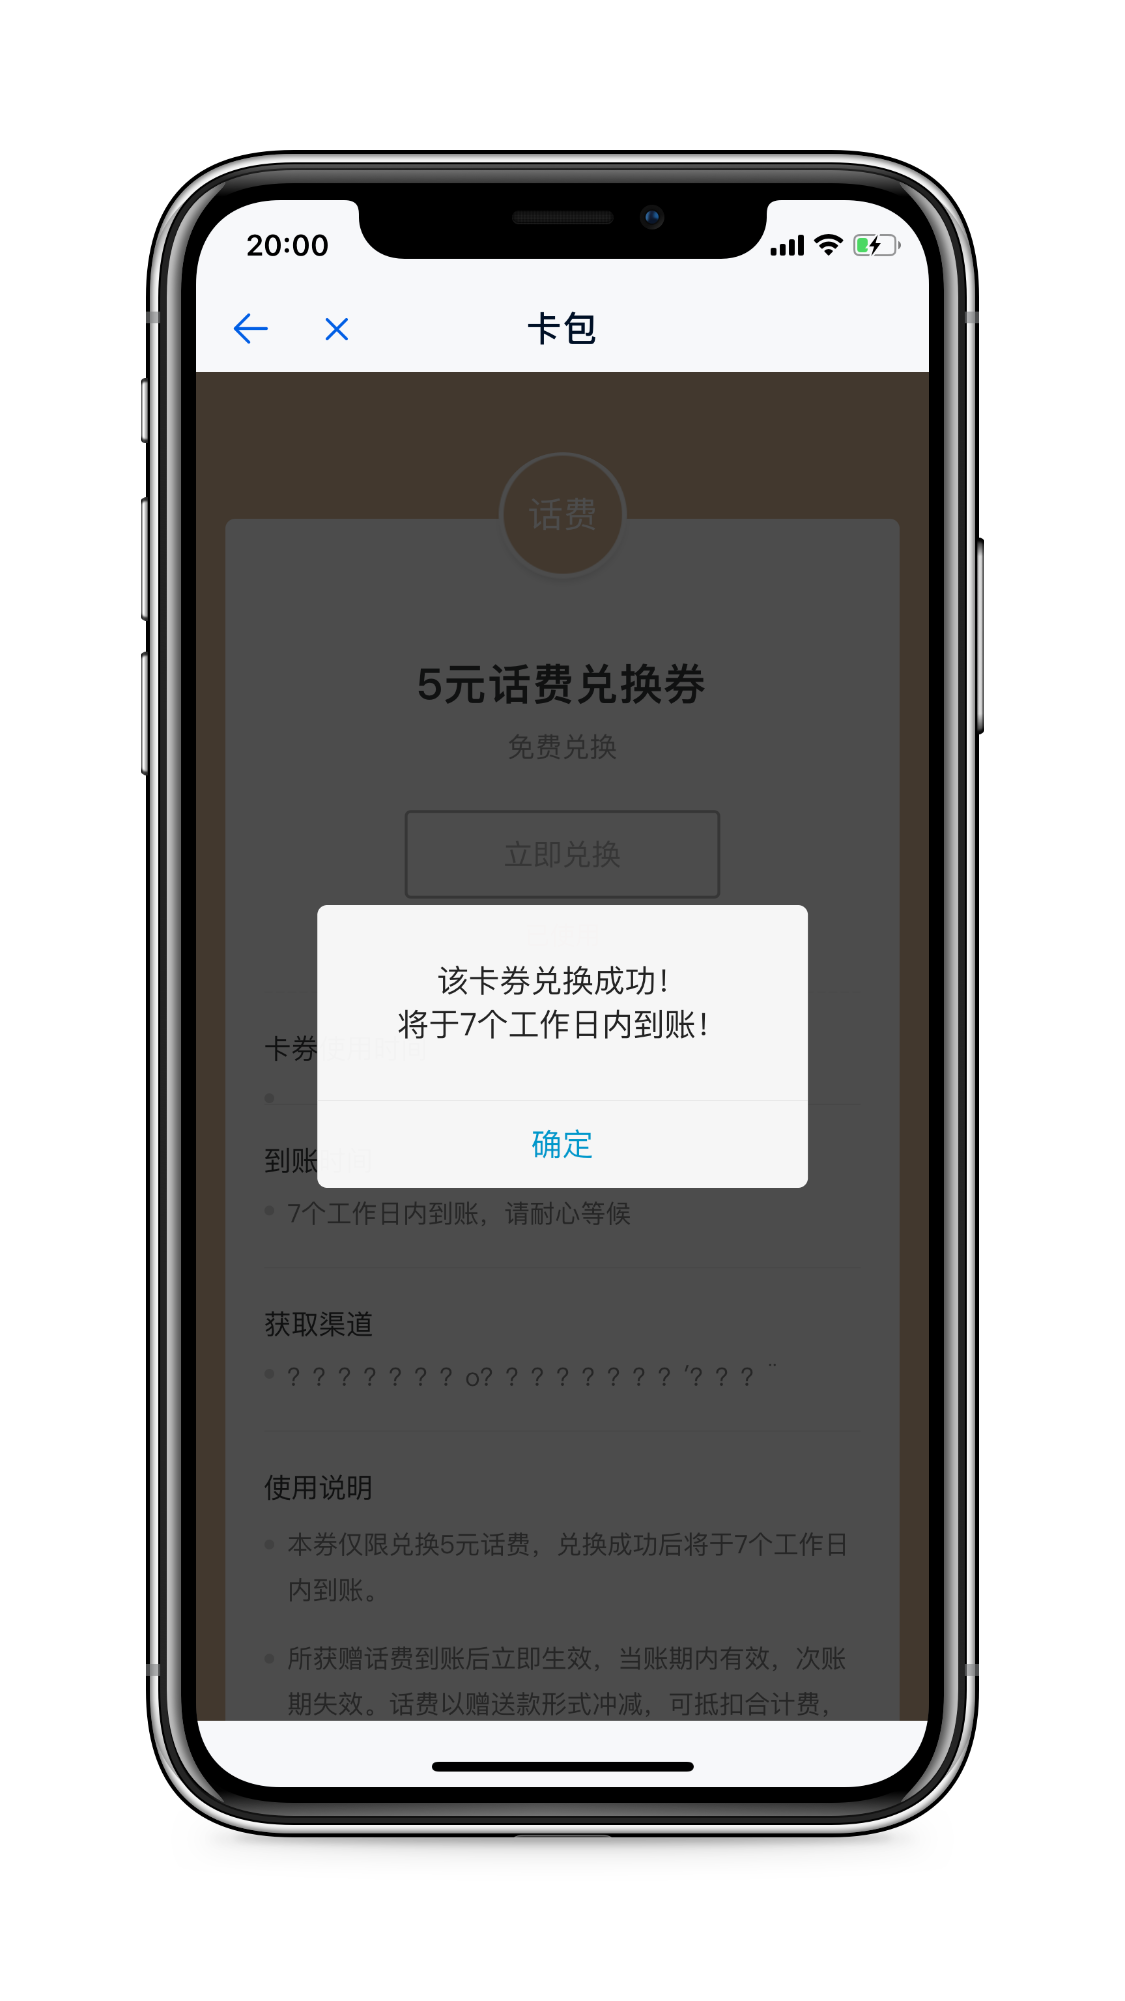 20:00
卡包
话费
5元话费兑换券
免费兑换
立即兑换
该卡券兑换成功！
将于7个工作日内到账！
确定
卡券使用时间
到账时间
7个工作日内到账，请耐心等候
获取渠道
？？？？？？？o？？？？？？？？′？？？¨
使用说明
本券仅限兑换5元话费，兑换成功后将于7个工作日
内到账。
所获赠话费到账后立即生效，当账期内有效，次账
期失效。话费以赠送款形式冲减，可抵扣合计费，